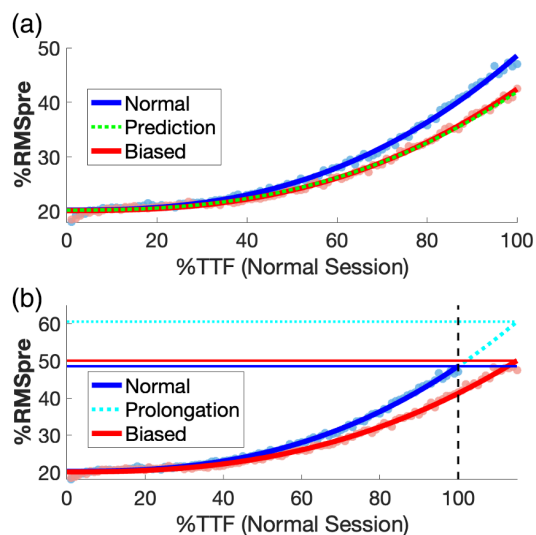 (a)
50
40
30
20
%RMSpre
Normal
Prediction
Biased
0 20 40 60 80 100
%TTF (Normal Session)
(b)
60
50
40
30
20
%RMSpre
Normal
Prolongation
Biased
0 20 40 60 80 100
%TTF (Normal Session)